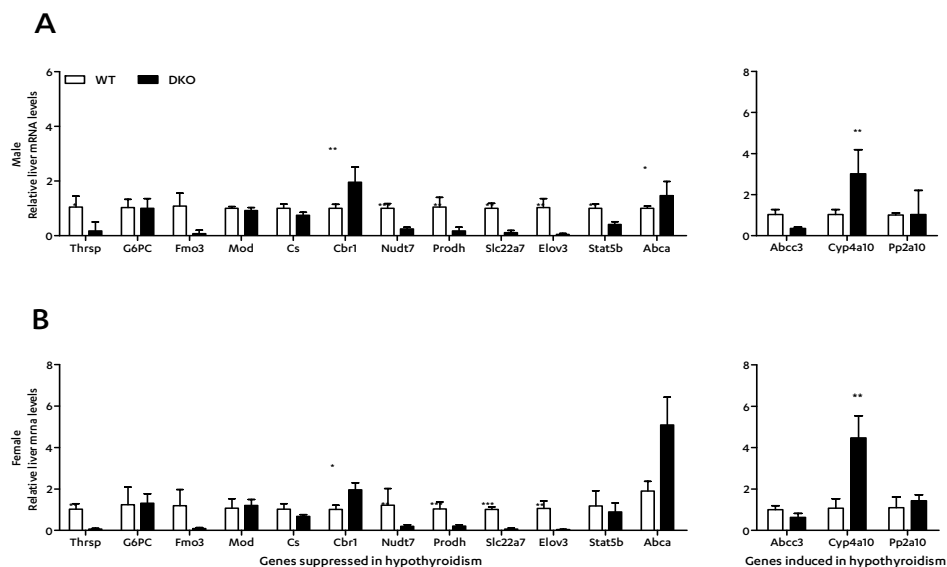 A
WT DKO
Male
Relative liver mRNA levels
6
4
2
0
**
*
*
***
**
**
**
*
Thrsp G6PC Fmo3 Mod Cs Cbr1 Nudt7 Prodh Slc22a7 Elov3 Stat5b Abca
8
6
4
2
0
**
Abcc3 Cyp4a10 Pp2a10
B
Female
Relative liver mrna levels
8
6
4
2
0
*
**
***
***
**
Thrsp G6PC Fmo3 Mod Cs Cbr1 Nudt7 Prodh Slc22a7 Elov3 Stat5b Abca
Genes suppressed in hypothyroidism
8
6
4
2
0
**
Abcc3 Cyp4a10 Pp2a10
Genes induced in hypothyroidism